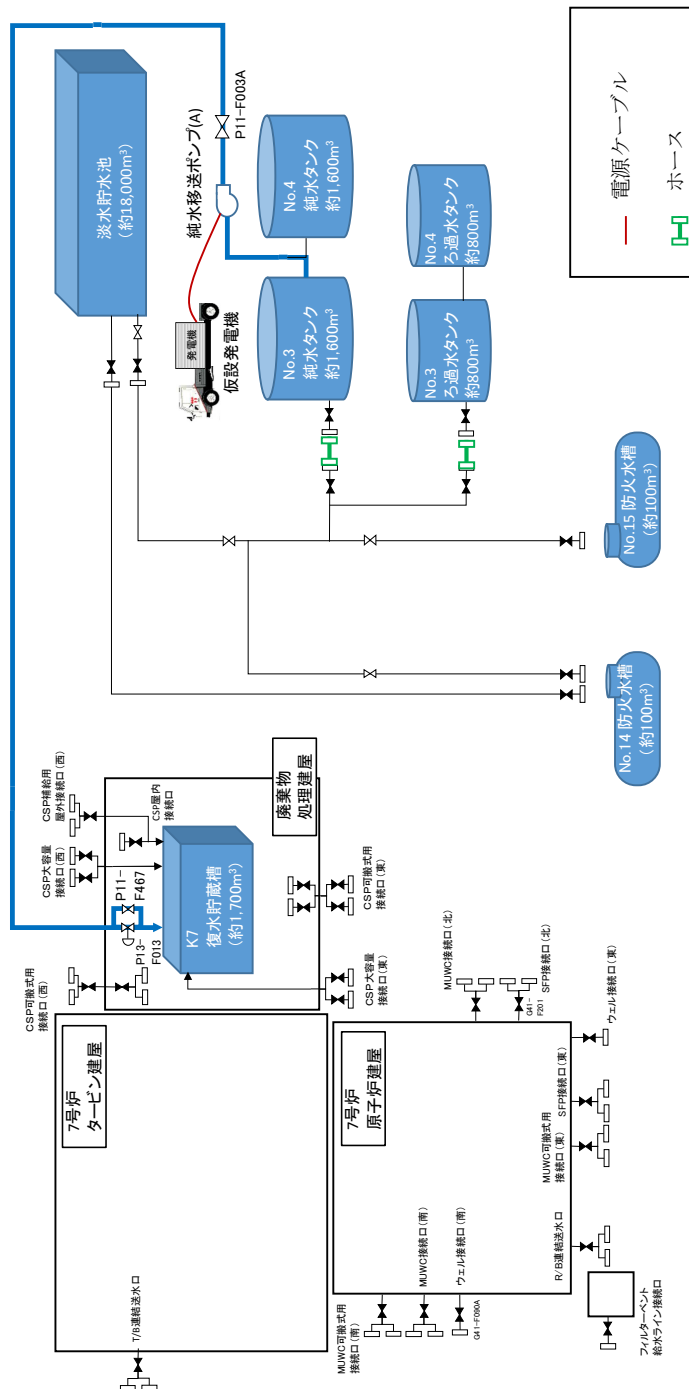 淡水貯水池
(約18,000m³)
純水移送ポンプ(A)
P11-F003A
発電機
仮設発電機
No.4
純水タンク
約1,600m³
No.3
純水タンク
約1,600m³
No.4
ろ過水タンク
約800m³
No.3
ろ過水タンク
約800m³
電源ケーブル
ホース
No.15 防火水槽
(約100m³)
No.14 防火水槽
(約100m³)
CSP補給用
屋外接続口(西)
CSP大容量
接続口(西)
CSP屋内
接続口
廃棄物
処理建屋
P11-
F467
P13-
F013
K7
復水貯蔵槽
(約1,700m³)
CSP可搬式用
接続口(西)
CSP可搬式用
接続口(東)
CSP大容量
接続口(東)
7号炉
タービン建屋
T/B連結送水口
7号炉
原子炉建屋
MUWC接続口(北)
G41-
F201
SFP接続口(北)
ウェル接続口(東)
SFP接続口(東)
MUWC可搬式用
接続口(東)
R/B連結送水口
MUWC接続口(南)
ウェル接続口(南)
MUWC可搬式用
接続口(南)
G41-F090A
フィルターベント
給水ライン接続口